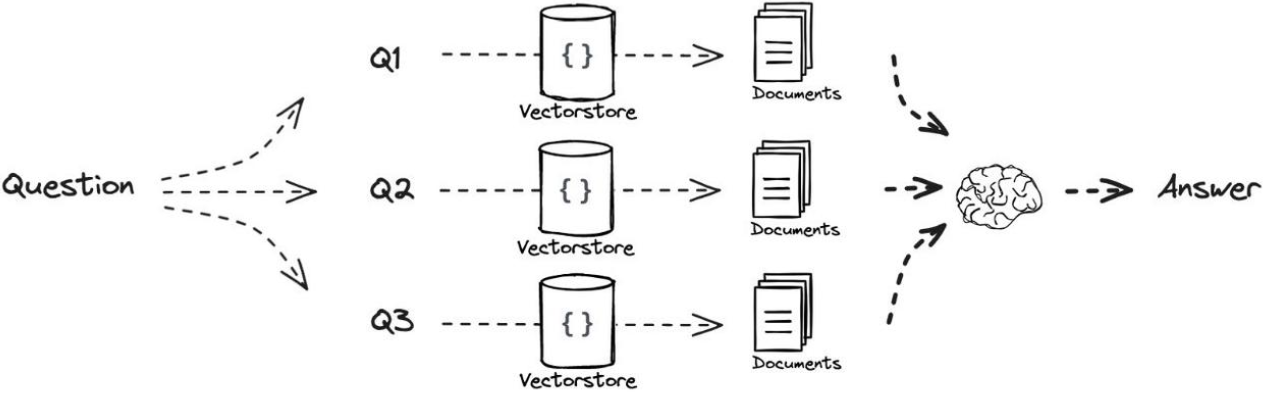 Question
Q1
{}
Vectorstore
Documents
Q2
{}
Vectorstore
Documents
Q3
{}
Vectorstore
Documents
Answer